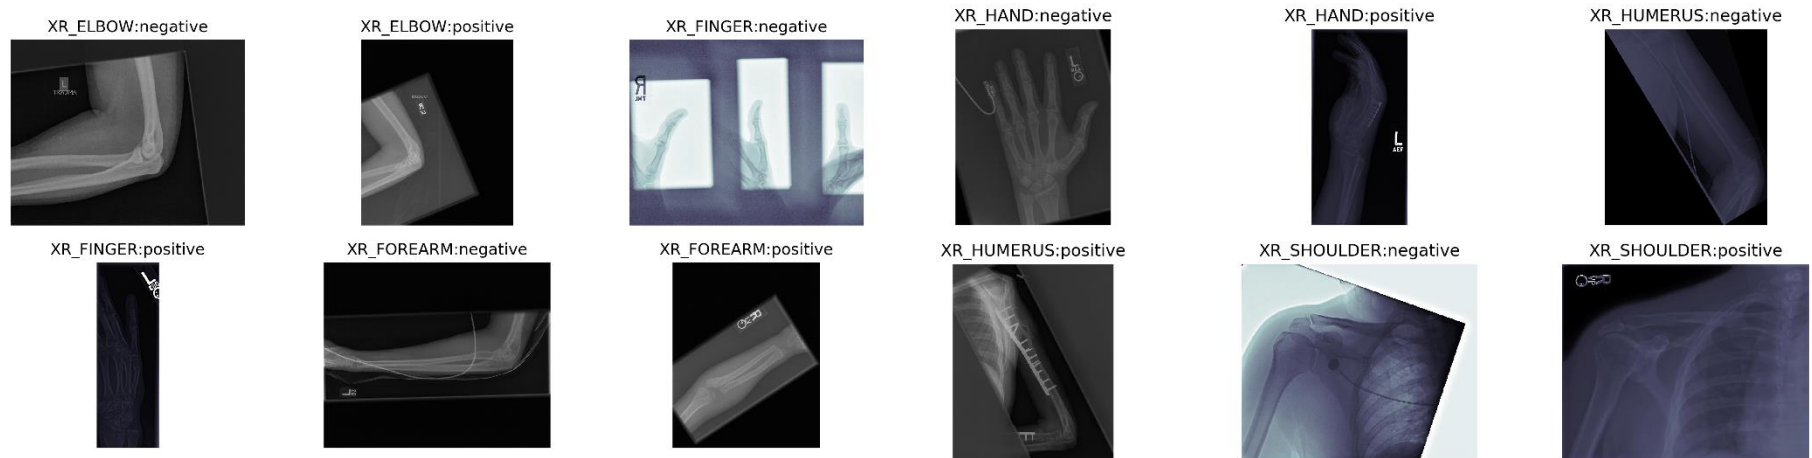 XR_ELBOW:negative
XR_ELBOW:positive
XR_FINGER:negative
XR_HAND:negative
XR_HAND:positive
XR_HUMERUS:negative
L
R
L
L
AEF
XR_FINGER:positive
XR_FOREARM:negative
XR_FOREARM:positive
XR_HUMERUS:positive
XR_SHOULDER:negative
XR_SHOULDER:positive